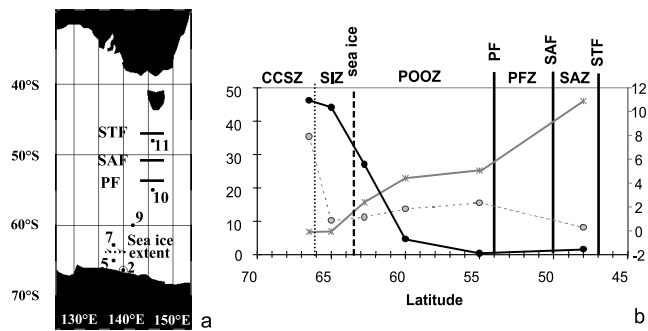 40°S
STF
11
50°S
SAF
PF
10
60°S
9
7
Sea ice
extent
5
2
70°S
130°E 140°E 150°E
a
CCSZ SIZ sea ice POOZ PF PFZ SAF SAZ STF
50 12
40 10
8
30 6
20 4
2
10 0
0 -2
70 65 60 55 50 45
Latitude
b